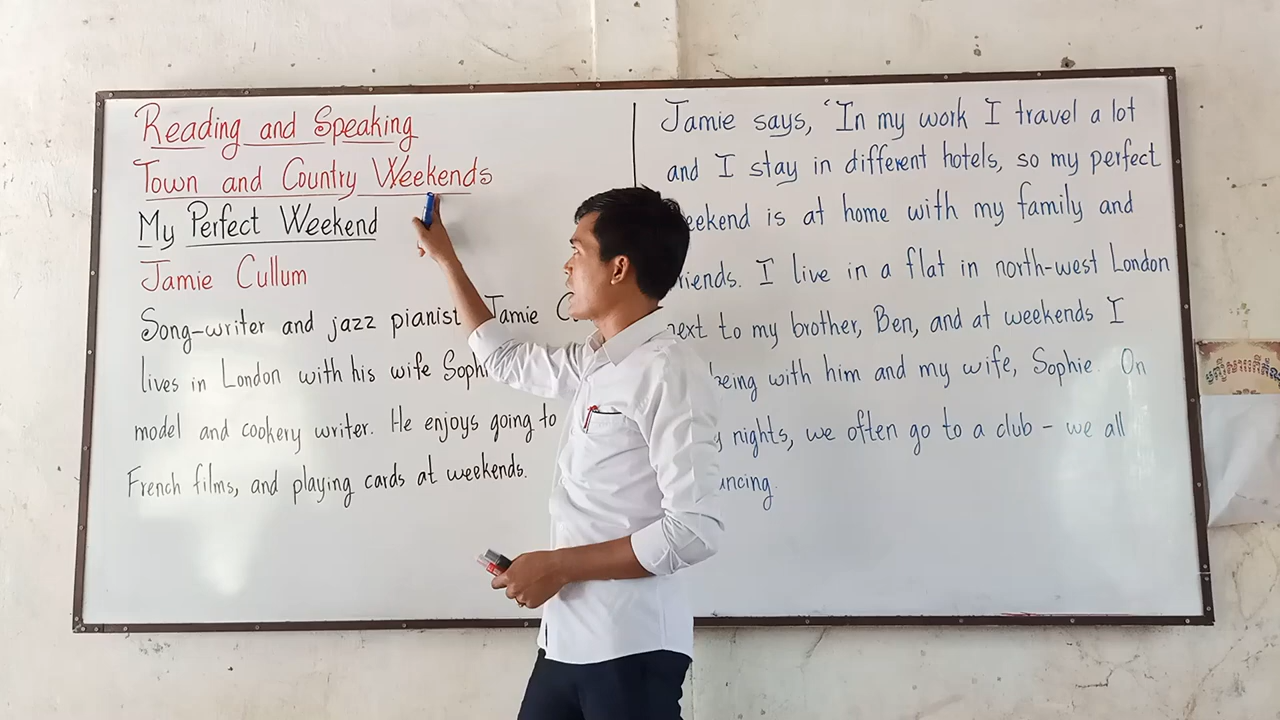 Reading and Speaking
Town and Country Weekends
My Perfect Weekend
Jamie Cullum
Song-writer and jazz pianist Jamie
lives in London with his wife
model and cookery writer. He enjoys going to
French films, and playing cards at weekends.
Jamie says, 'In my work I travel a lot
and I stay in different hotels, so my perfect
weekend is at home with my family and
friends. I live in a flat in north-west London
next to my brother, Ben, and at weekends I
being with him and my wife, Sophie. On
nights, we often go to a club - we all